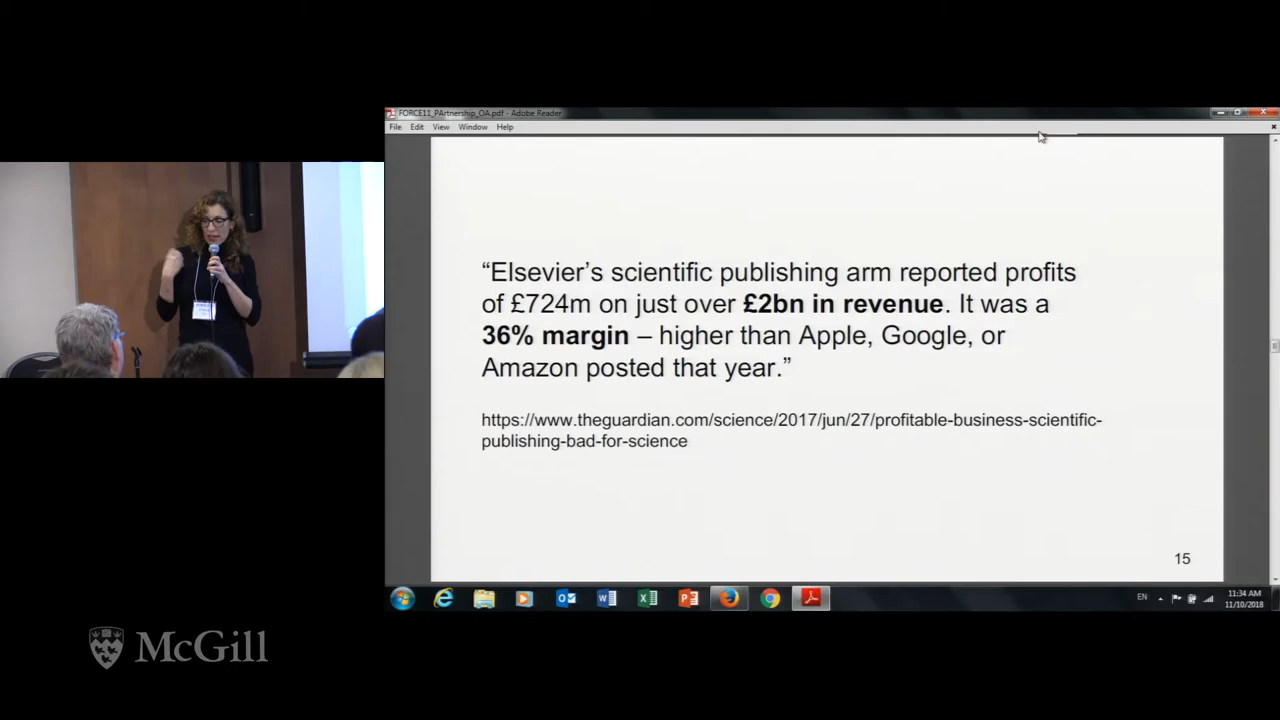 FORCE11_PArtnership_OA.pdf - Adobe Reader
File Edit View Window Help
“Elsevier’s scientific publishing arm reported profits
of £724m on just over £2bn in revenue. It was a
36% margin – higher than Apple, Google, or
Amazon posted that year.”
https://www.theguardian.com/science/2017/jun/27/profitable-business-scientific-
publishing-bad-for-science
15
EN
11:34 AM
11/10/2018
McGill